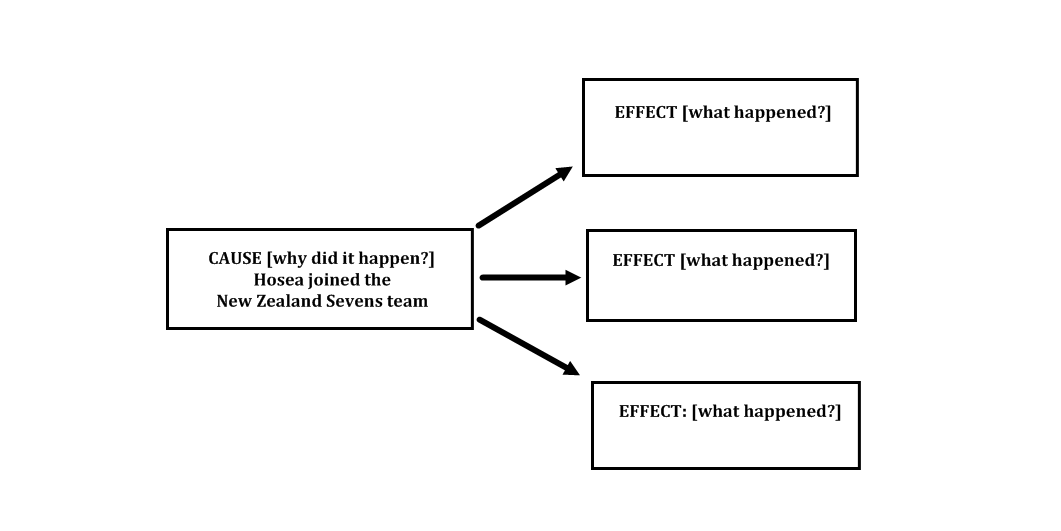 EFFECT [what happened?]
CAUSE [why did it happen?]
Hosea joined the
New Zealand Sevens team
EFFECT [what happened?]
EFFECT: [what happened?]